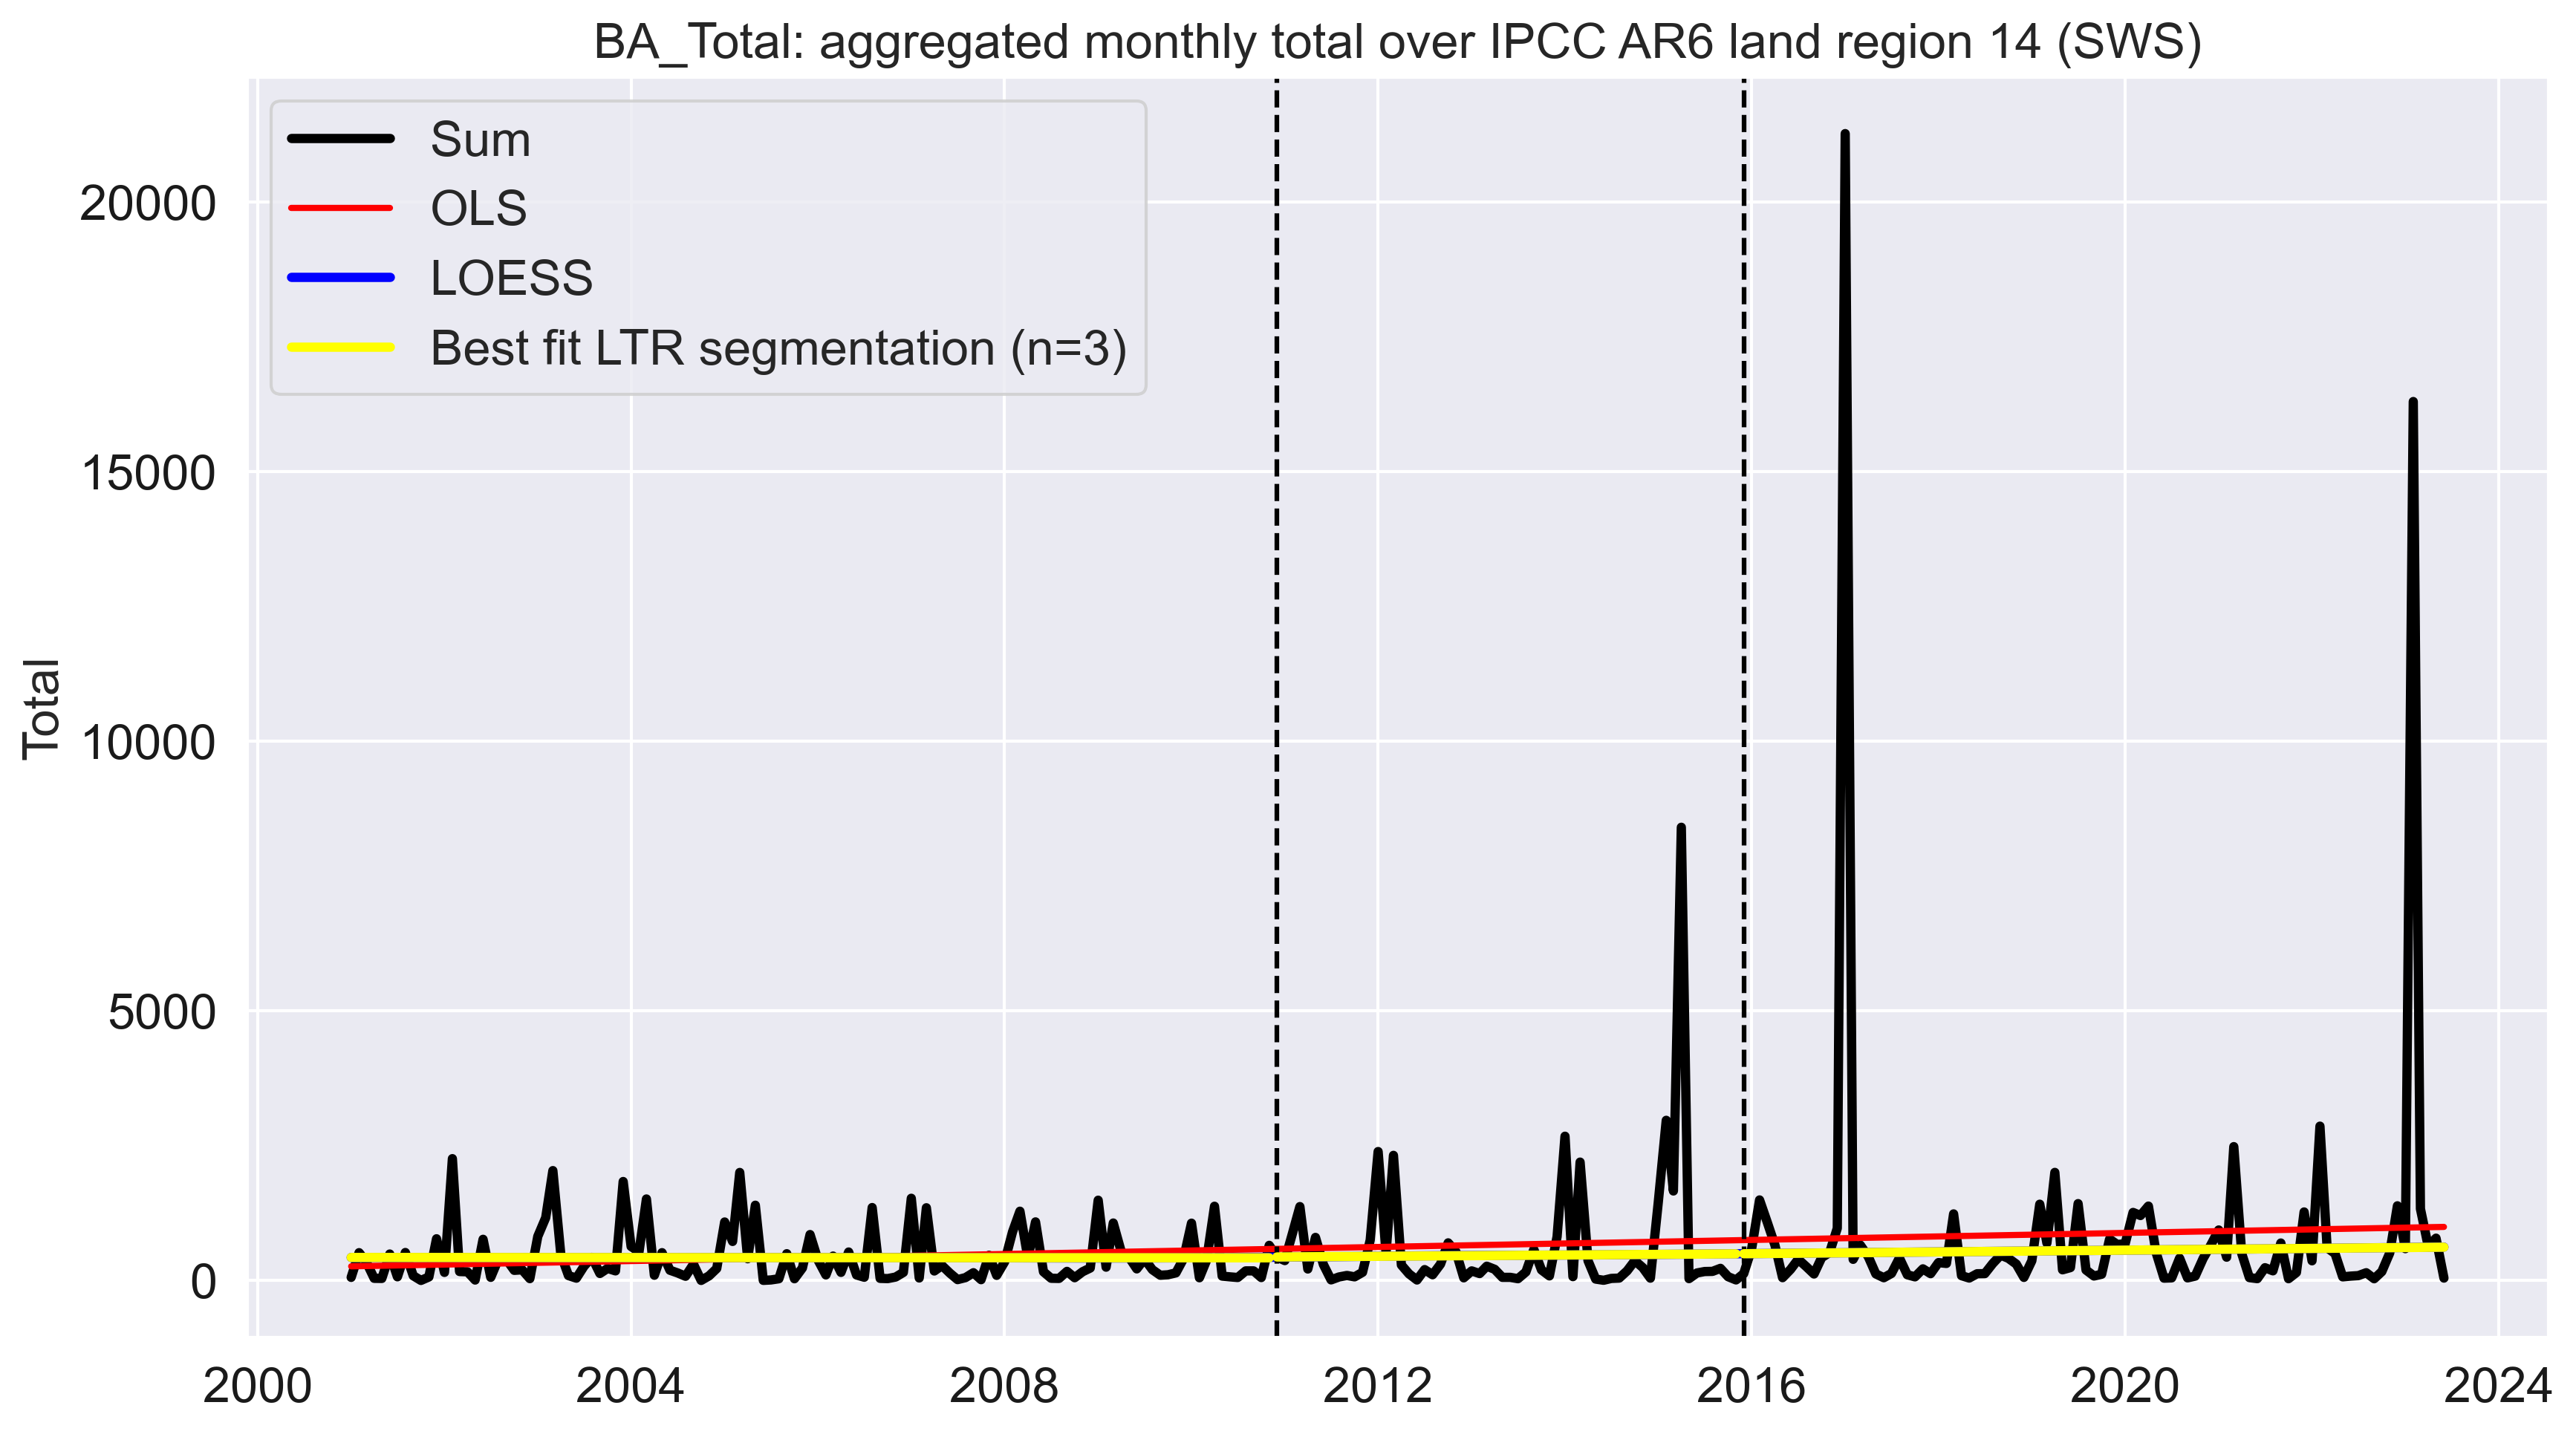 BA_Total: aggregated monthly total over IPCC AR6 land region 14 (SWS)
Sum
OLS
LOESS
Best fit LTR segmentation (n=3)
Total
20000
15000
10000
5000
0
2000
2004
2008
2012
2016
2020
2024